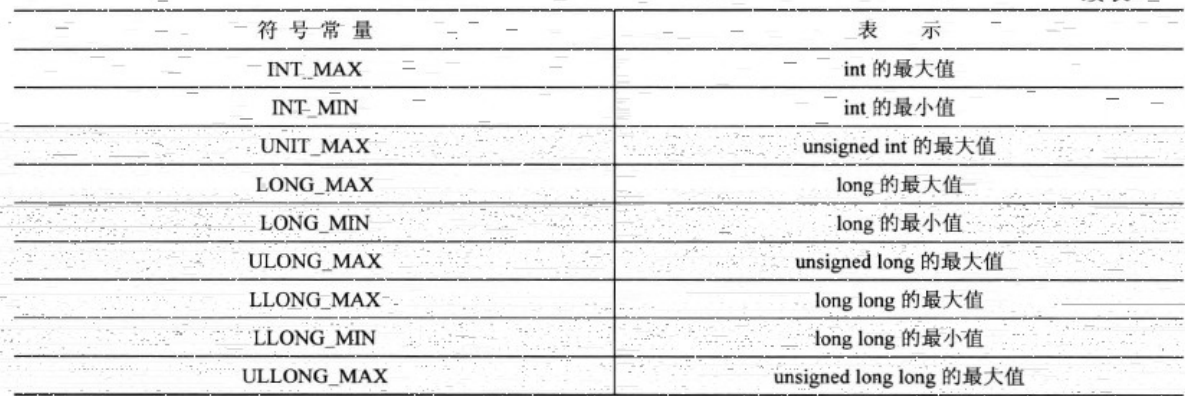 符号常量 表示
INT_MAX int 的最大值
INT_MIN int 的最小值
UNIT_MAX unsigned int 的最大值
LONG_MAX long 的最大值
LONG_MIN long 的最小值
ULONG_MAX unsigned long 的最大值
LLONG_MAX long long 的最大值
LLONG_MIN long long 的最小值
ULLONG_MAX unsigned long long 的最大值